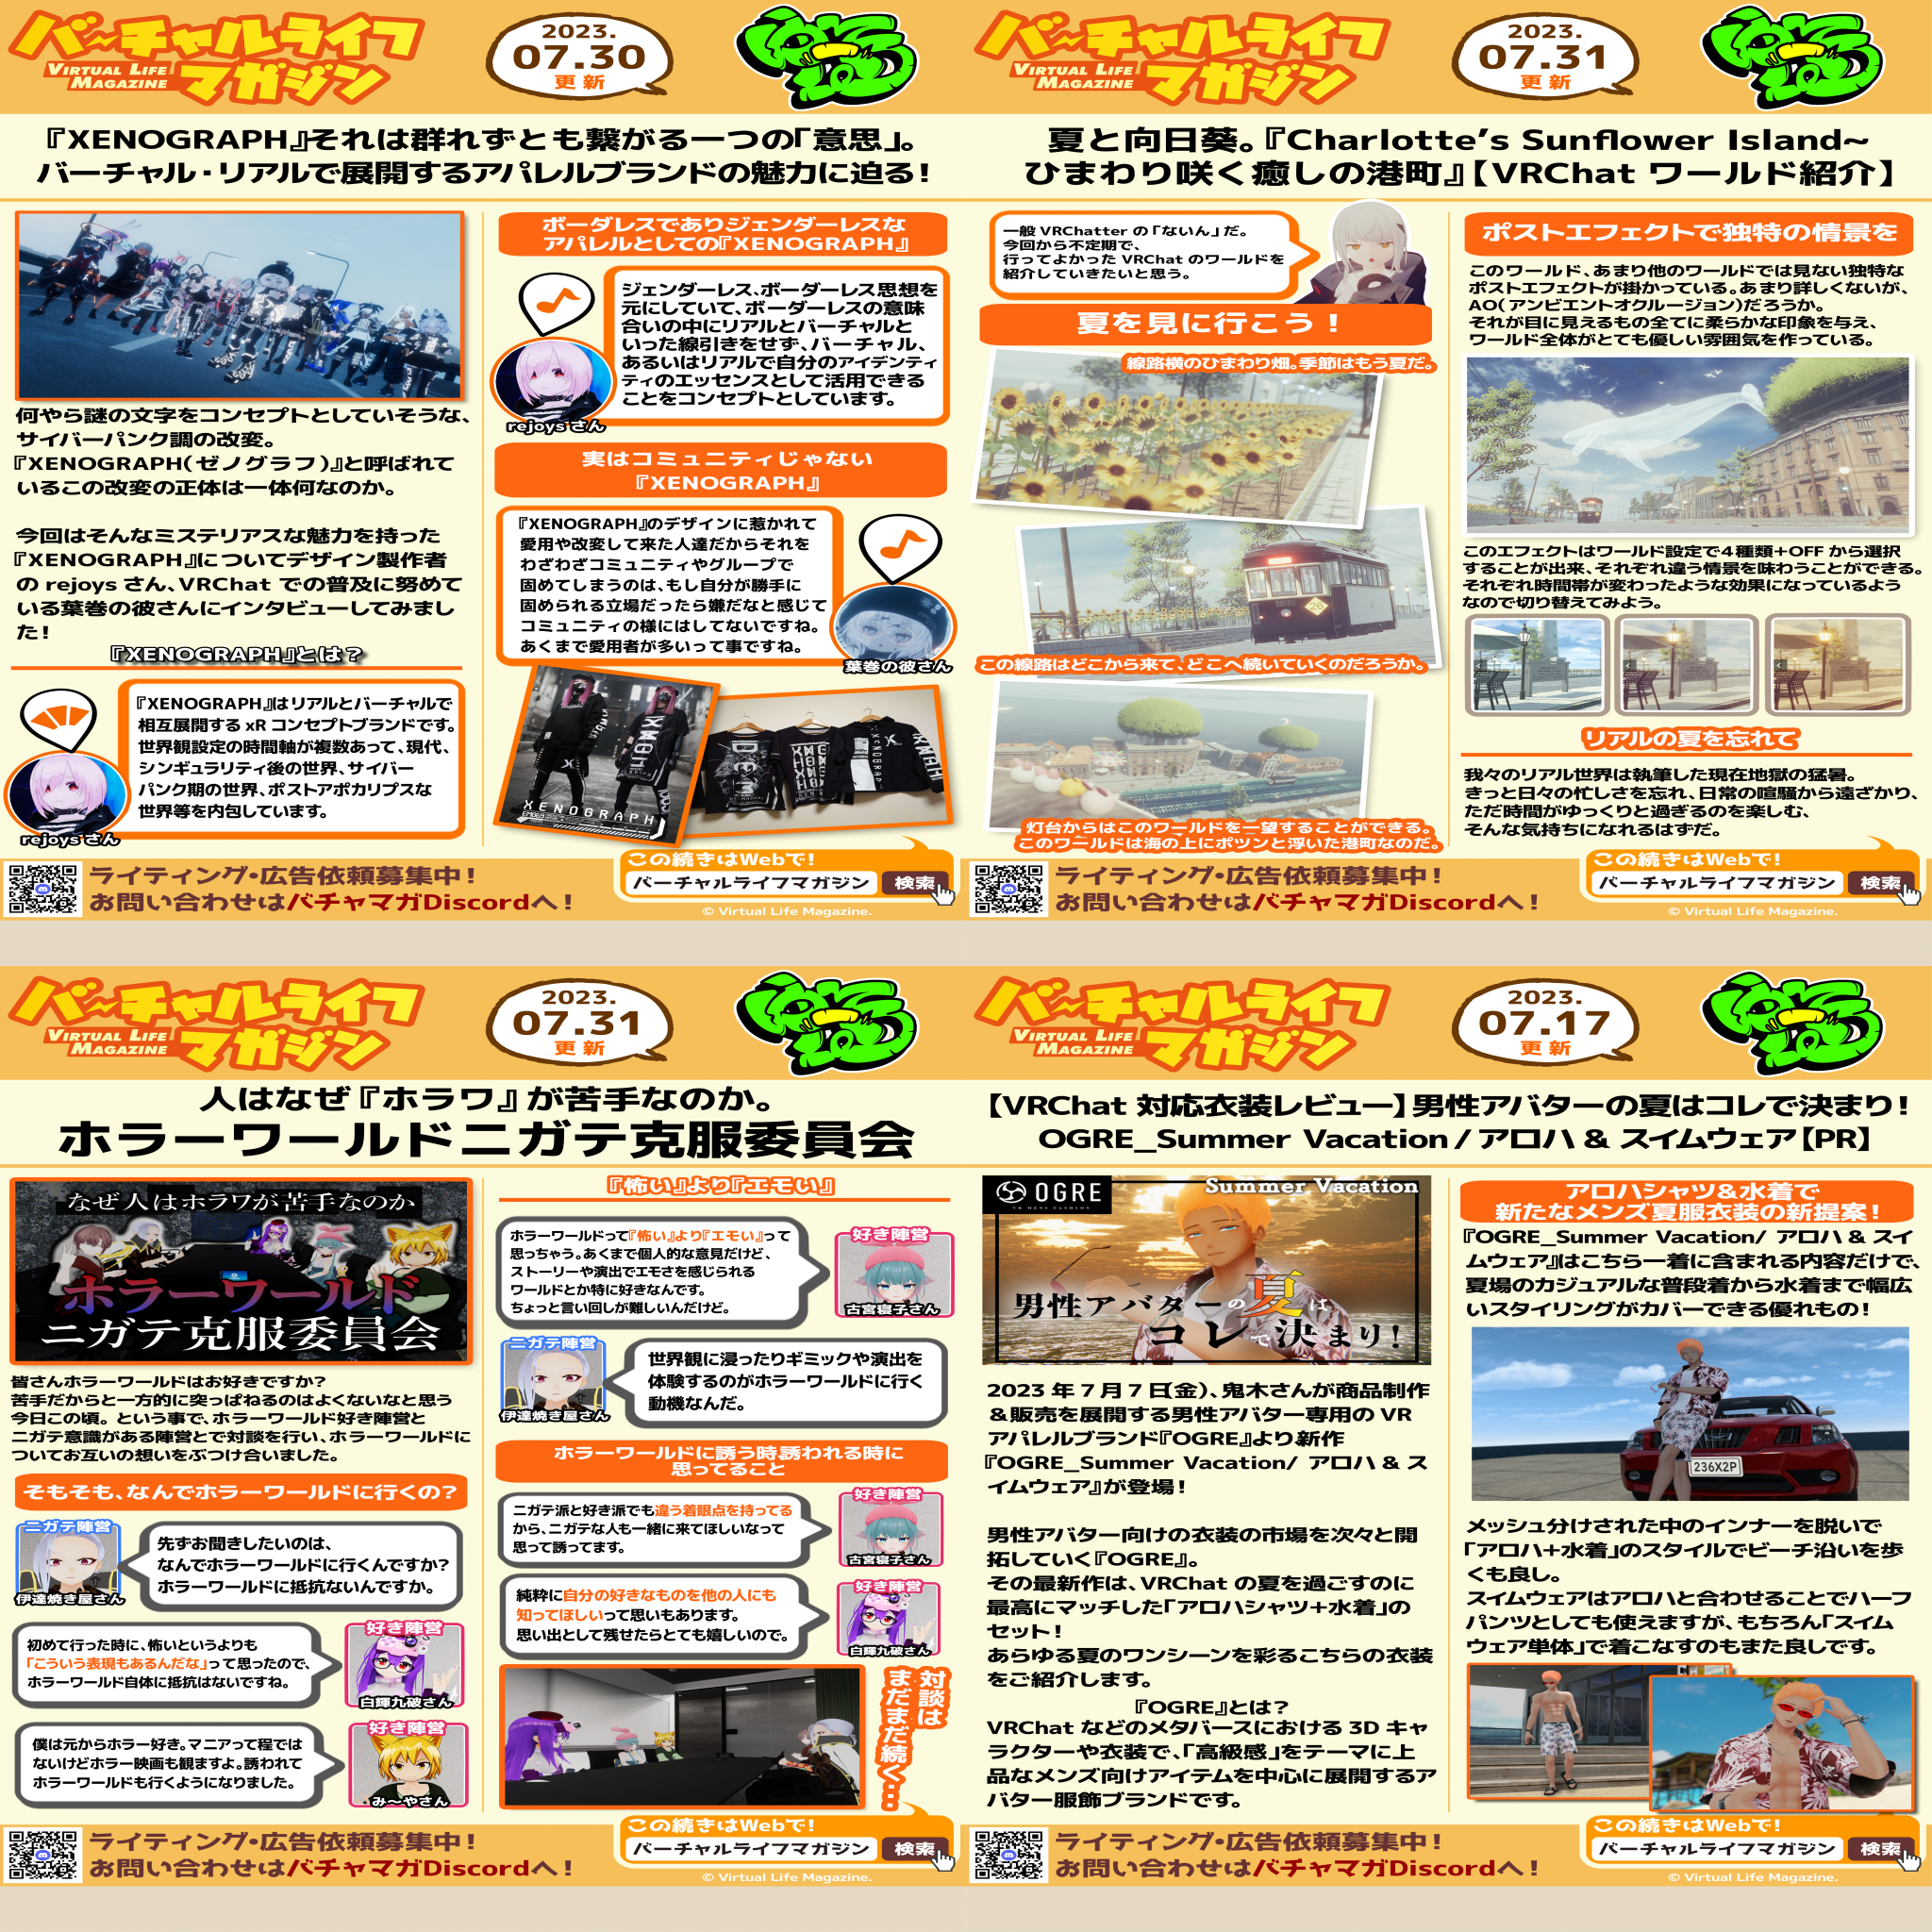 バーチャルライフ
マガジン
VIRTUAL LIFE
MAGAZINE
2023.
07.30
更新
『XENOGRAPH』それは群れずとも繋がる一つの「意思」。
バーチャル・リアルで展開するアパレルブランドの魅力に迫る!
何やら謎の文字をコンセプトとしていそうな、
サイバーパンク調の改変。
『XENOGRAPH(ゼノグラフ)』と呼ばれて
いるこの改変の正体は一体何なのか。
今回はそんなミステリアスな魅力を持った
『XENOGRAPH』についてデザイン製作者
の rejoys さん、VRChat での普及に努めて
いる葉巻の彼さんにインタビューしてみまし
た!
『XENOGRAPH』とは?
『XENOGRAPH』はリアルとバーチャルで
相互展開する xR コンセプトブランドです。
世界観設定の時間軸が複数あって、現代、
シンギュラリティ後の世界、サイバー
パンク期の世界、ポストアポカリプスな
世界等を内包しています。
rejoysさん
ボーダレスでありジェンダーレスな
アパレルとしての『XENOGRAPH』
ジェンダーレス、ボーダーレス思想を
元にしていて、ボーダーレスの意味
合いの中にリアルとバーチャルと
いった線引きをせず、バーチャル、
あるいはリアルで自分のアイデンティ
ティのエッセンスとして活用できる
ことをコンセプトとしています。
rejoysさん
実はコミュニティじゃない
『XENOGRAPH』
『XENOGRAPH』のデザインに惹かれて
愛用や改変して来た人達だからそれを
わざわざコミュニティやグループで
固めてしまうのは、もし自分が勝手に
固められる立場だったら嫌だなと感じて
コミュニティの様にはしてないですね。
あくまで愛用者が多いって事ですね。
葉巻の彼さん
XENOGRAPH
ライティング・広告依頼募集中!
お問い合わせはバチャマガDiscordへ!
この続きはWebで!
バーチャルライフマガジン 検索
© Virtual Life Magazine.
バーチャルライフ
マガジン
VIRTUAL LIFE
MAGAZINE
2023.
07.31
更新
夏と向日葵。『Charlotte's Sunflower Island~
ひまわり咲く癒しの港町』【VRChat ワールド紹介】
一般 VRChatter の「ないん」だ。
今回から不定期で、
行ってよかった VRChat のワールドを
紹介していきたいと思う。
夏を見に行こう!
線路横のひまわり畑。季節はもう夏だ。
26
この線路はどこから来て、どこへ続いていくのだろうか。
灯台からはこのワールドを一望することができる。
このワールドは海の上にポツンと浮いた港町なのだ。
ポストエフェクトで独特の情景を
このワールド、あまり他のワールドでは見ない独特な
ポストエフェクトが掛かっている。あまり詳しくないが、
AO(アンビエントオクルージョン)だろうか。
それが目に見えるもの全てに柔らかな印象を与え、
ワールド全体がとても優しい雰囲気を作っている。
このエフェクトはワールド設定で4種類+OFF から選択
することが出来、それぞれ違う情景を味わうことができる。
それぞれ時間帯が変わったような効果になっているよう
なので切り替えてみよう。
リアルの夏を忘れて
我々のリアル世界は執筆した現在地獄の猛暑。
きっと日々の忙しさを忘れ、日常の喧騒から遠ざかり、
ただ時間がゆっくりと過ぎるのを楽しむ、
そんな気持ちになれるはずだ。
ライティング・広告依頼募集中!
お問い合わせはバチャマガDiscordへ!
この続きはWebで!
バーチャルライフマガジン 検索
© Virtual Life Magazine.
バーチャルライフ
マガジン
VIRTUAL LIFE
MAGAZINE
2023.
07.31
更新
人はなぜ『ホラワ』が苦手なのか。
ホラーワールドニガテ克服委員会
なぜ人はホラワが苦手なのか
ホラーワールド
ニガテ克服委員会
皆さんホラーワールドはお好きですか?
苦手だからと一方的に突っぱねるのはよくないなと思う
今日この頃。という事で、ホラーワールド好き陣営と
ニガテ意識がある陣営とで対談を行い、ホラーワールドに
ついてお互いの想いをぶつけ合いました。
そもそも、なんでホラーワールドに行くの?
ニガテ陣営
伊達焼き屋さん
先ずお聞きしたいのは、
なんでホラーワールドに行くんですか?
ホラーワールドに抵抗ないんですか。
初めて行った時に、怖いというよりも
「こういう表現もあるんだな」って思ったので、
ホラーワールド自体に抵抗はないですね。
好き陣営
白輝九破さん
僕は元からホラー好き。マニアって程では
ないけどホラー映画も観ますよ。誘われて
ホラーワールドも行くようになりました。
好き陣営
み～やさん
『怖い』より『エモい』
ホラーワールドって『怖い』より『エモい』って
思っちゃう。あくまで個人的な意見だけど、
ストーリーや演出でエモさを感じられる
ワールドとか特に好きなんです。
ちょっと言い回しが難しいんだけど。
好き陣営
古宮寝子さん
ニガテ陣営
伊達焼き屋さん
世界観に浸ったりギミックや演出を
体験するのがホラーワールドに行く
動機なんだ。
ホラーワールドに誘う時、誘われる時に
思ってること
ニガテ派と好き派でも違う着眼点を持ってる
から、ニガテな人も一緒に来てほしいなって
思って誘ってます。
好き陣営
古宮寝子さん
純粋に自分の好きなものを他の人にも
知ってほしいって思いもあります。
思い出として残せたらとても嬉しいので。
好き陣営
白輝九破さん
対談は
まだまだ続く…
ライティング・広告依頼募集中!
お問い合わせはバチャマガDiscordへ!
この続きはWebで!
バーチャルライフマガジン 検索
© Virtual Life Magazine.
バーチャルライフ
マガジン
VIRTUAL LIFE
MAGAZINE
2023.
07.17
更新
【VRChat 対応衣装レビュー】男性アバターの夏はコレで決まり!
OGRE_Summer Vacation / アロハ & スイムウェア【PR】
OGRE
VR MENS FASHION
Summer Vacation
男性アバターの夏は
コレで決まり!
2023 年 7 月 7 日(金)、鬼木さんが商品制作
&販売を展開する男性アバター専用の VR
アパレルブランド『OGRE』より新作
『OGRE_Summer Vacation/ アロハ & ス
イムウェア』が登場!
男性アバター向けの衣装の市場を次々と開
拓していく『OGRE』。
その最新作は、VRChat の夏を過ごすのに
最高にマッチした「アロハシャツ+水着」の
セット!
あらゆる夏のワンシーンを彩るこちらの衣装
をご紹介します。
『OGRE』とは?
VRChat などのメタバースにおける 3D キャ
ラクターや衣装で、「高級感」をテーマに上
品なメンズ向けアイテムを中心に展開するア
バター服飾ブランドです。
アロハシャツ&水着で
新たなメンズ夏服衣装の新提案!
『OGRE_Summer Vacation/ アロハ & スイ
ムウェア』はこちら一着に含まれる内容だけで、
夏場のカジュアルな普段着から水着まで幅広
いスタイリングがカバーできる優れもの!
236X2P
メッシュ分けされた中のインナーを脱いで
「アロハ+水着」のスタイルでビーチ沿いを歩
くも良し。
スイムウェアはアロハと合わせることでハーフ
パンツとしても使えますが、もちろん「スイム
ウェア単体」で着こなすのもまた良しです。
ライティング・広告依頼募集中!
お問い合わせはバチャマガDiscordへ!
この続きはWebで!
バーチャルライフマガジン 検索
© Virtual Life Magazine.